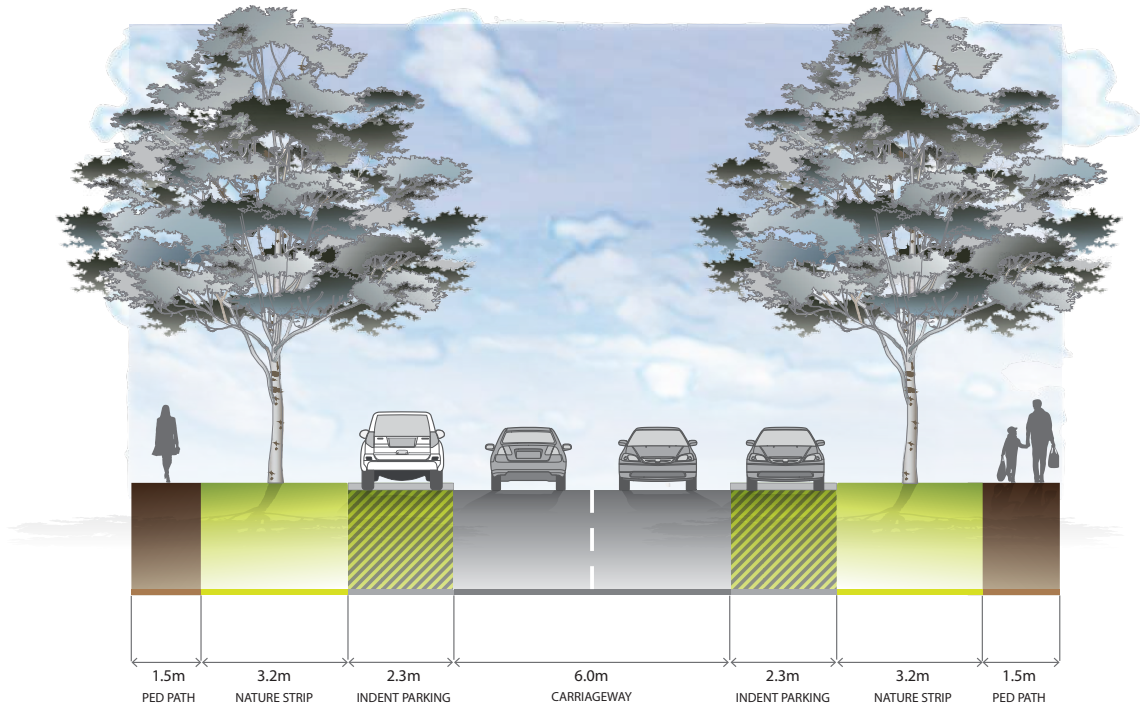 1.5m 3.2m 2.3m 6.0m 2.3m 3.2m 1.5m
PED PATH NATURE STRIP INDENT PARKING CARRIAGEWAY INDENT PARKING NATURE STRIP PED PATH